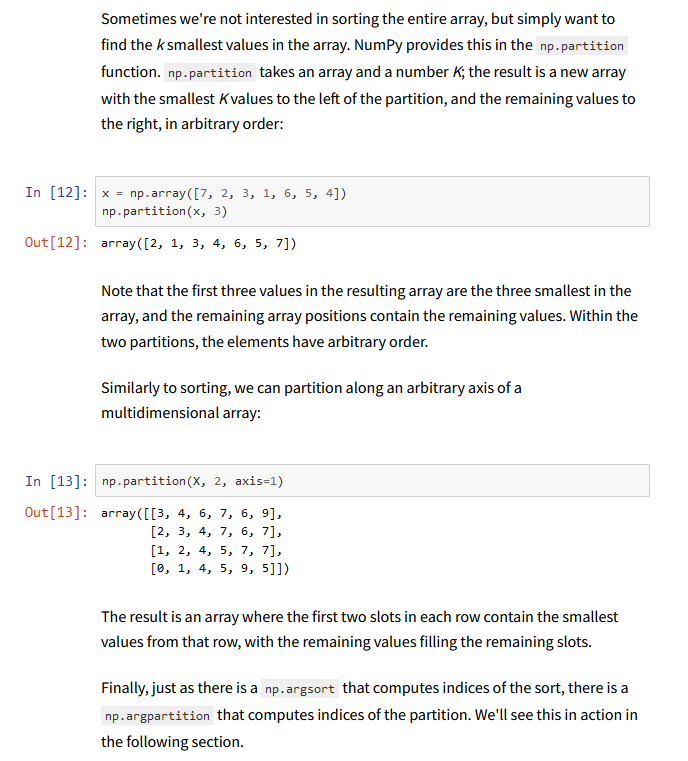 Sometimes we're not interested in sorting the entire array, but simply want to
find the k smallest values in the array. NumPy provides this in the np.partition
function. np.partition takes an array and a number K; the result is a new array
with the smallest K values to the left of the partition, and the remaining values to
the right, in arbitrary order:
In [12]: x = np.array([7, 2, 3, 1, 6, 5, 4])
np.partition(x, 3)
Out[12]: array([2, 1, 3, 4, 6, 5, 7])
Note that the first three values in the resulting array are the three smallest in the
array, and the remaining array positions contain the remaining values. Within the
two partitions, the elements have arbitrary order.
Similarly to sorting, we can partition along an arbitrary axis of a
multidimensional array:
In [13]: np.partition(X, 2, axis=1)
Out[13]: array([[3, 4, 6, 7, 6, 9],
[2, 3, 4, 7, 6, 7],
[1, 2, 4, 5, 7, 7],
[0, 1, 4, 5, 9, 5]])
The result is an array where the first two slots in each row contain the smallest
values from that row, with the remaining values filling the remaining slots.
Finally, just as there is a np.argsort that computes indices of the sort, there is a
np.argpartition that computes indices of the partition. We'll see this in action in
the following section.